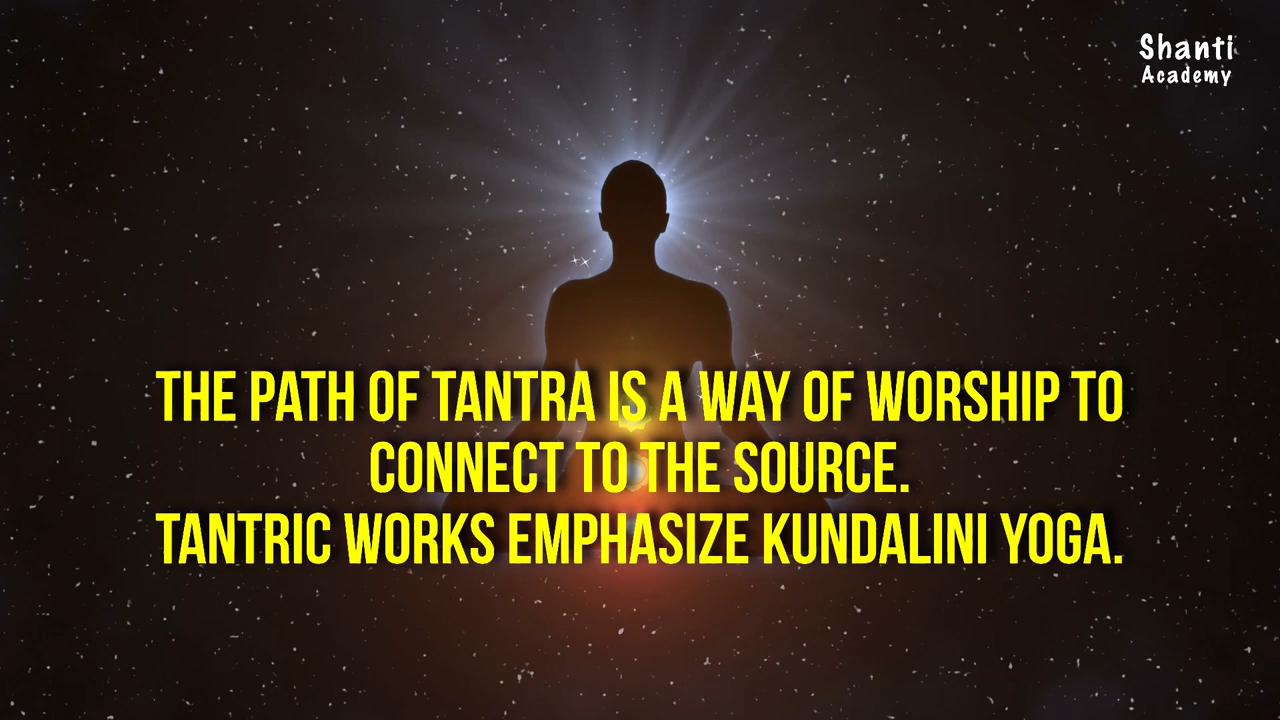 Shanti
Academy
THE PATH OF TANTRA IS A WAY OF WORSHIP TO
CONNECT TO THE SOURCE.
TANTRIC WORKS EMPHASIZE KUNDALINI YOGA.